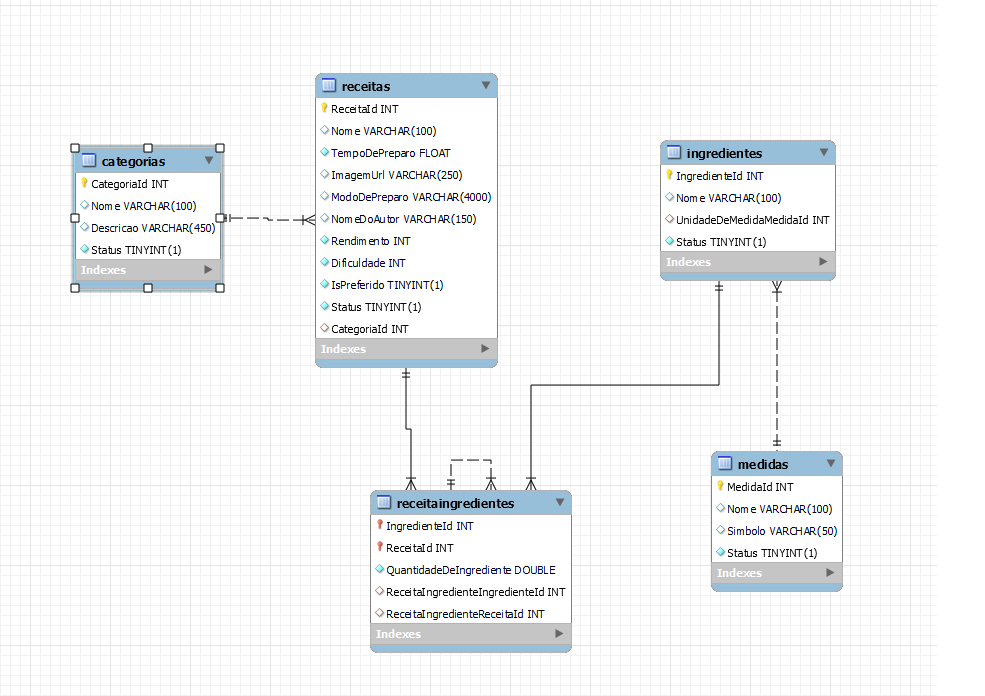 categorias
CategoriaId INT
Nome VARCHAR(100)
Descricao VARCHAR(450)
Status TINYINT(1)
Indexes
receitas
ReceitaId INT
Nome VARCHAR(100)
TempoDePreparo FLOAT
ImagemUrl VARCHAR(250)
ModoDePreparo VARCHAR(4000)
NomeDoAutor VARCHAR(150)
Rendimento INT
Dificuldade INT
IsPreferido TINYINT(1)
Status TINYINT(1)
CategoriaId INT
Indexes
ingredientes
IngredienteId INT
Nome VARCHAR(100)
UnidadeDeMedidaMedidaId INT
Status TINYINT(1)
Indexes
receitaingredientes
IngredienteId INT
ReceitaId INT
QuantidadeDeIngrediente DOUBLE
ReceitaIngredienteIngredienteId INT
ReceitaIngredienteReceitaId INT
Indexes
medidas
MedidaId INT
Nome VARCHAR(100)
Simbolo VARCHAR(50)
Status TINYINT(1)
Indexes